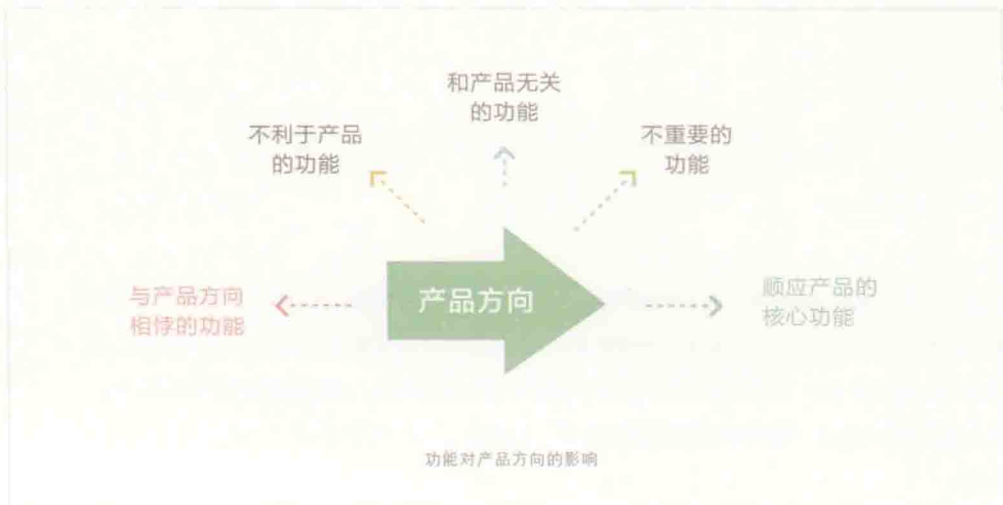 和产品无关
的功能
不利于产品
的功能
不重要的
功能
与产品方向
相悖的功能
产品方向
顺应产品的
核心功能
功能对产品方向的影响